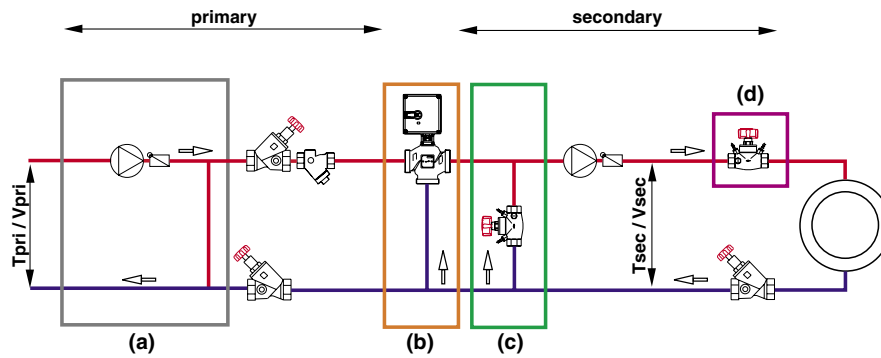 primary
secondary
(d)
Tpri / Vpri
Tsec / Vsec
(a)
(b)
(c)